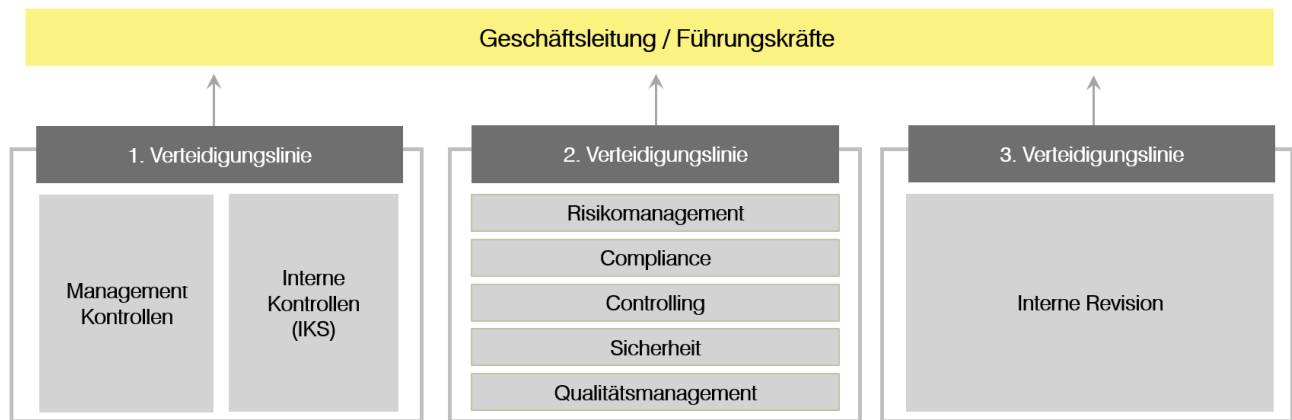 Geschäftsleitung / Führungskräfte
1. Verteidigungslinie
Management
Kontrollen
Interne
Kontrollen
(IKS)
2. Verteidigungslinie
Risikomanagement
Compliance
Controlling
Sicherheit
Qualitätsmanagement
3. Verteidigungslinie
Interne Revision